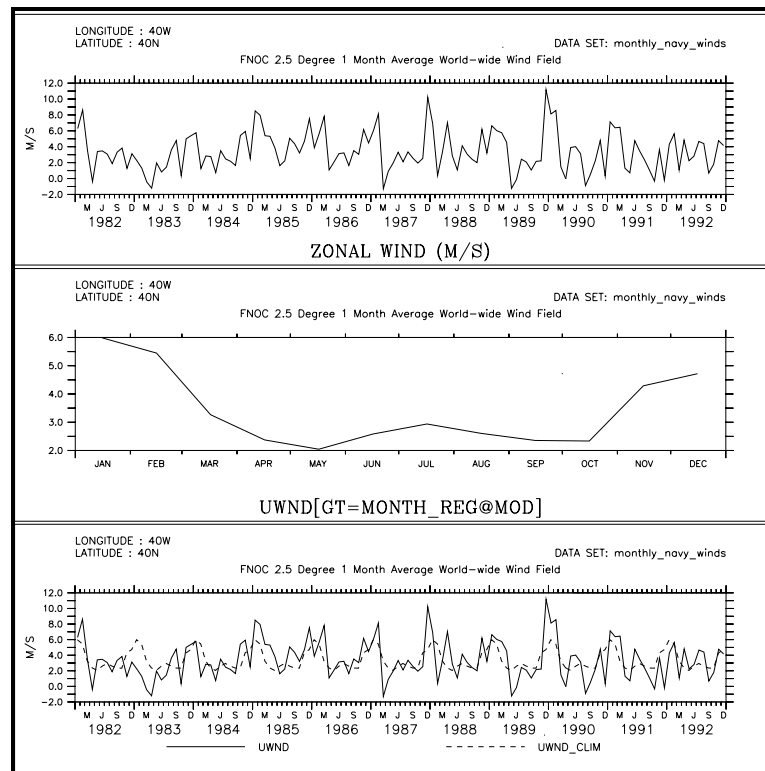 LONGITUDE : 40W
LATITUDE : 40N
DATA SET: monthly_navy_winds
FNOC 2.5 Degree 1 Month Average World-wide Wind Field
12.0
10.0
8.0
6.0
4.0
2.0
0.0
-2.0
M/S
M J S D M J S D M J S D M J S D M J S D M J S D M J S D M J S D M J S D M J S D M J S D
1982 1983 1984 1985 1986 1987 1988 1989 1990 1991 1992
ZONAL WIND (M/S)
LONGITUDE : 40W
LATITUDE : 40N
DATA SET: monthly_navy_winds
FNOC 2.5 Degree 1 Month Average World-wide Wind Field
6.0
5.0
4.0
3.0
2.0
JAN FEB MAR APR MAY JUN JUL AUG SEP OCT NOV DEC
UWND[GT=MONTH_REG@MOD]
LONGITUDE : 40W
LATITUDE : 40N
DATA SET: monthly_navy_winds
FNOC 2.5 Degree 1 Month Average World-wide Wind Field
12.0
10.0
8.0
6.0
4.0
2.0
0.0
-2.0
M/S
M J S D M J S D M J S D M J S D M J S D M J S D M J S D M J S D M J S D M J S D M J S D
1982 1983 1984 1985 1986 1987 1988 1989 1990 1991 1992
UWND UWND_CLIM